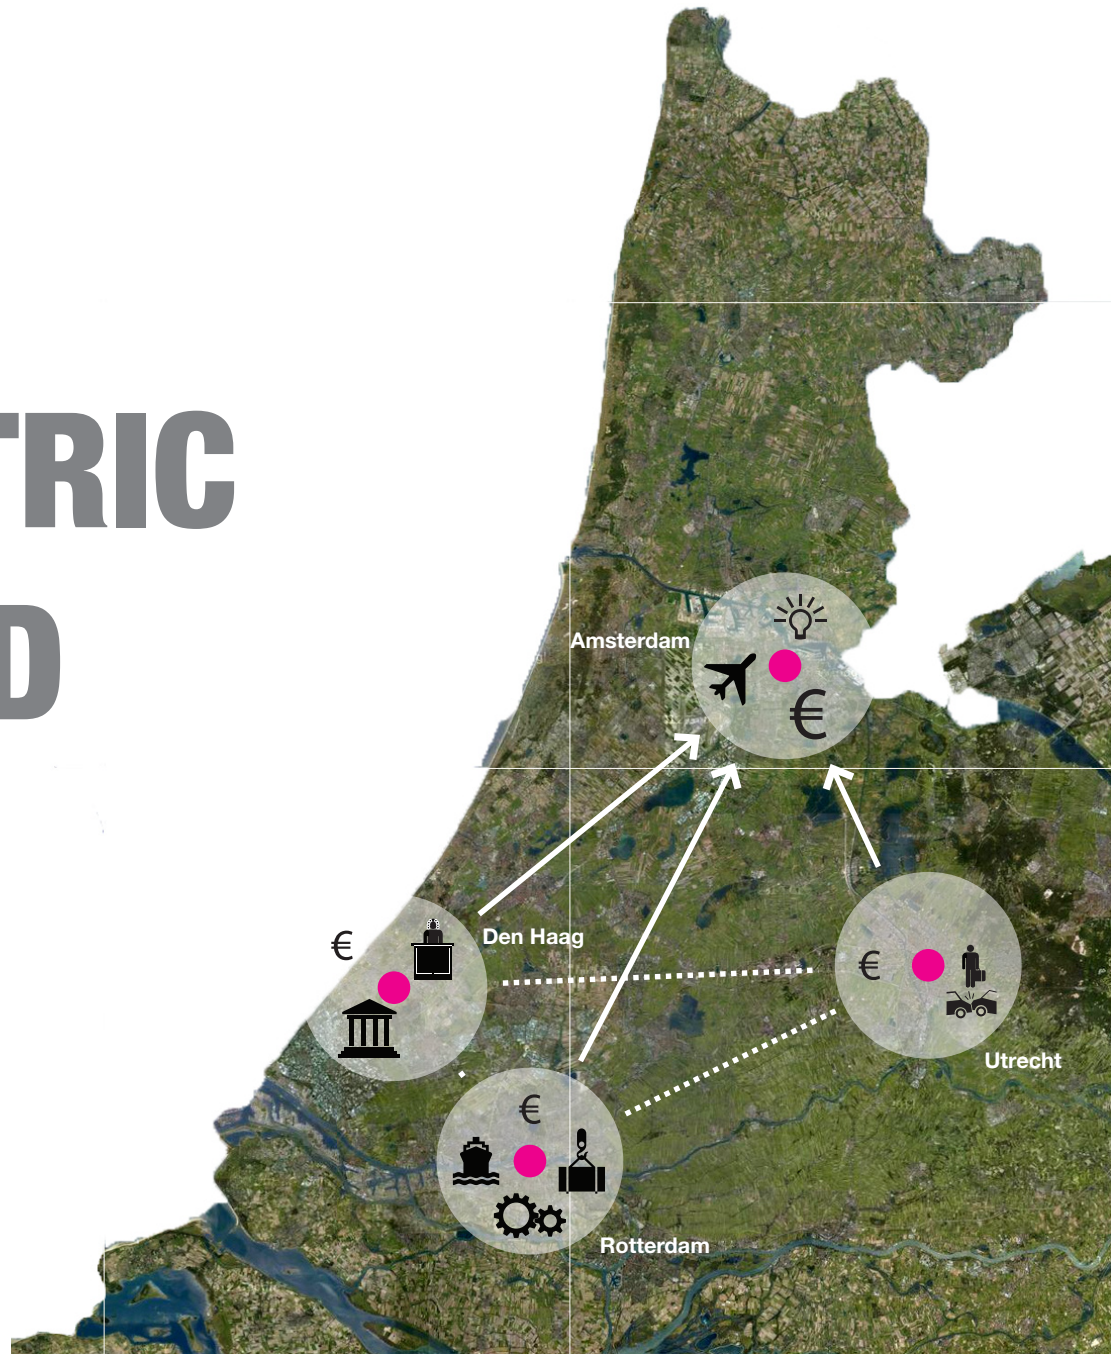 TRIC
D
Amsterdam
€
€
Den Haag
€
Utrecht
€
Rotterdam